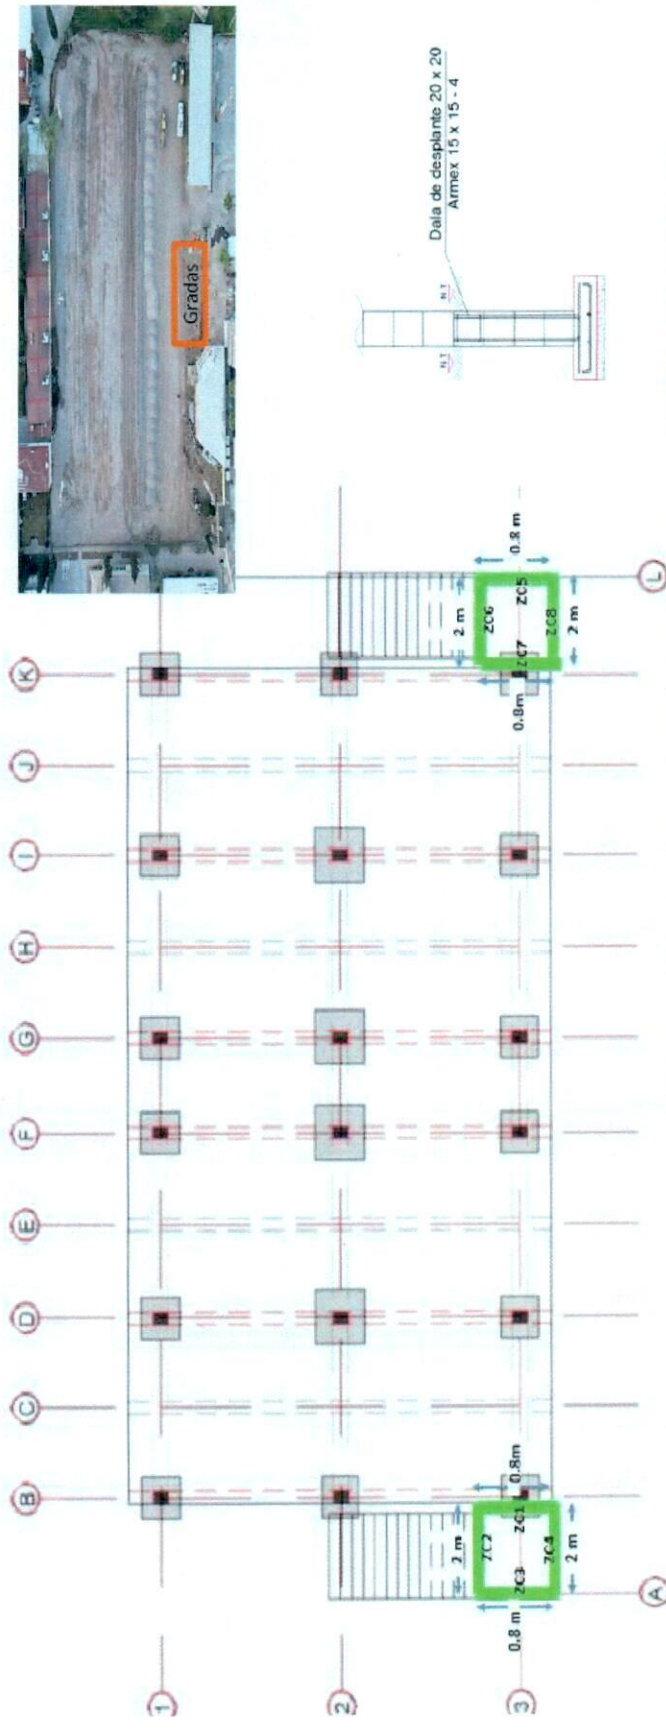 Gradas
Dala de desplante 20 x 20
Armex 15 x 15 - 4
N.T
N.T
B
C
D
E
F
G
H
I
J
K
1
2
3
A
L
2 m
ZC2
0.8m
ZC1
ZC3
ZC4
2 m
0.8 m
2 m
ZC6
0.8 m
ZC5
ZC7
ZC8
2 m
0.8m